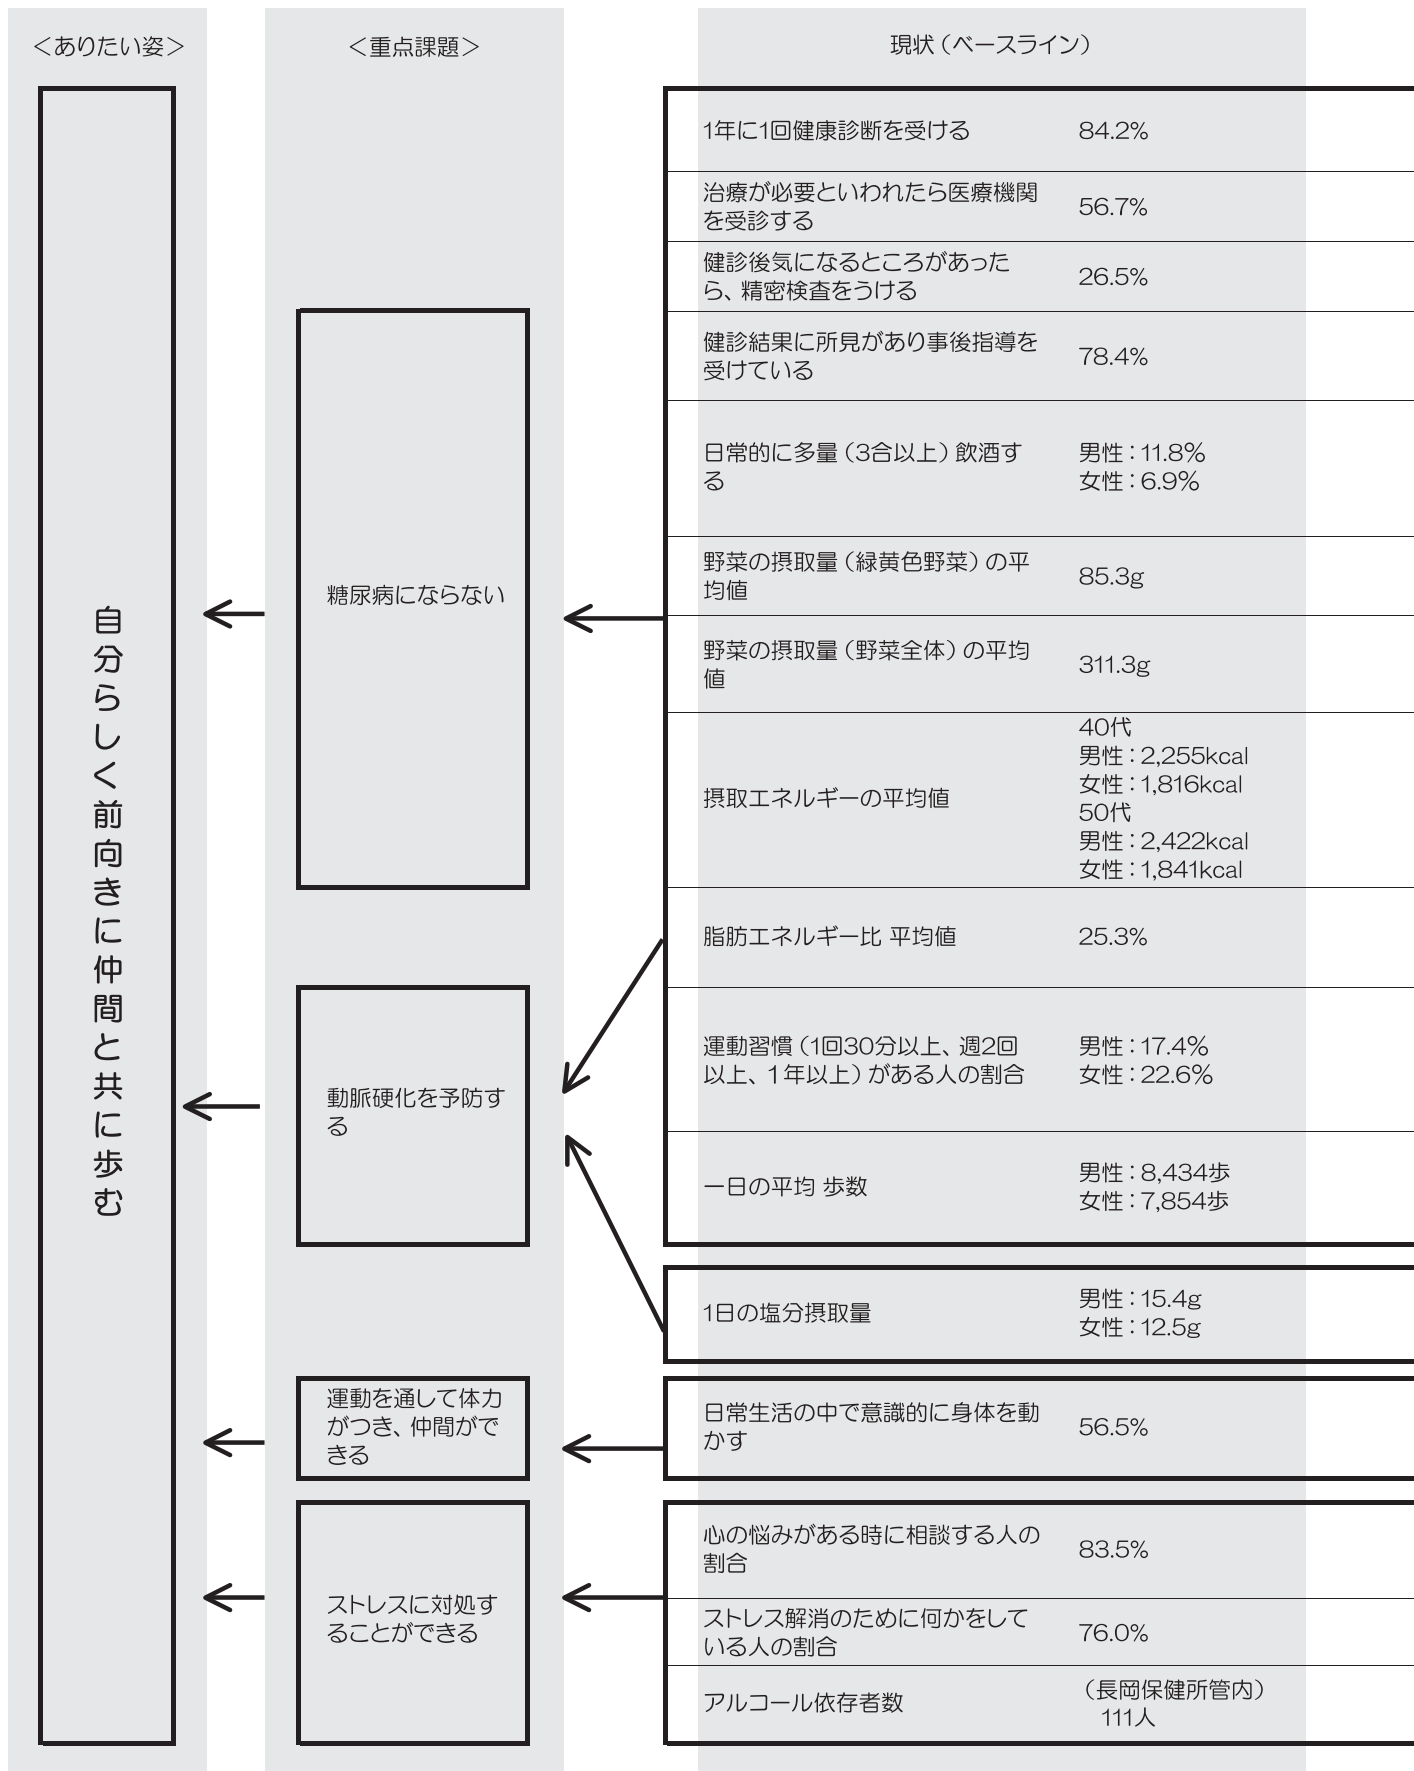 ＜ありたい姿＞
＜重点課題＞
現状（ベースライン）
自分らしく前向きに仲間と共に歩む
糖尿病にならない
動脈硬化を予防す
る
運動を通して体力
がつき、仲間がで
きる
ストレスに対処す
ることができる
1年に1回健康診断を受ける
84.2%
治療が必要といわれたら医療機関
を受診する
56.7%
健診後気になるところがあった
ら、精密検査をうける
26.5%
健診結果に所見があり事後指導を
受けている
78.4%
日常的に多量（3合以上）飲酒す
る
男性：11.8%
女性：6.9%
野菜の摂取量（緑黄色野菜）の平
均値
85.3g
野菜の摂取量（野菜全体）の平均
値
311.3g
摂取エネルギーの平均値
40代
男性：2,255kcal
女性：1,816kcal
50代
男性：2,422kcal
女性：1,841kcal
脂肪エネルギー比 平均値
25.3%
運動習慣（1回30分以上、週2回
以上、1年以上）がある人の割合
男性：17.4%
女性：22.6%
一日の平均 歩数
男性：8,434歩
女性：7,854歩
1日の塩分摂取量
男性：15.4g
女性：12.5g
日常生活の中で意識的に身体を動
かす
56.5%
心の悩みがある時に相談する人の
割合
83.5%
ストレス解消のために何かをして
いる人の割合
76.0%
アルコール依存者数
（長岡保健所管内）
111人